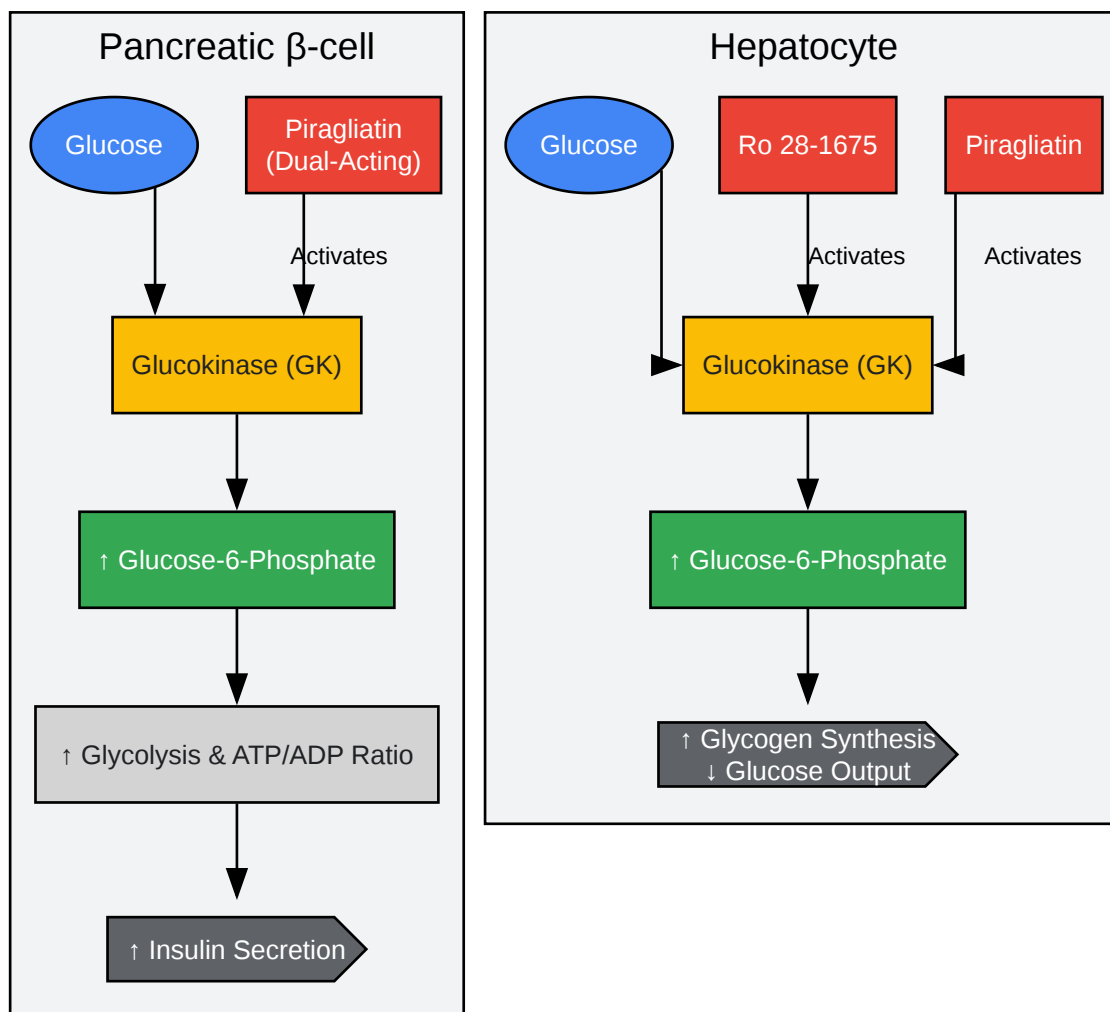 Pancreatic β-cell
Glucose
Piragliatin
(Dual-Acting)
Activates
Glucokinase (GK)
↑ Glucose-6-Phosphate
↑ Glycolysis & ATP/ADP Ratio
↑ Insulin Secretion
Hepatocyte
Glucose
Ro 28-1675
Piragliatin
Activates
Activates
Glucokinase (GK)
↑ Glucose-6-Phosphate
↑ Glycogen Synthesis
↓ Glucose Output